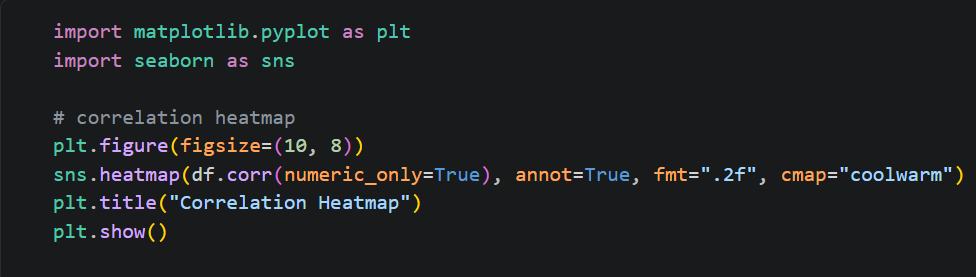 import matplotlib.pyplot as plt
import seaborn as sns
# correlation heatmap
plt.figure(figsize=(10, 8))
sns.heatmap(df.corr(numeric_only=True), annot=True, fmt=".2f", cmap="coolwarm")
plt.title("Correlation Heatmap")
plt.show()